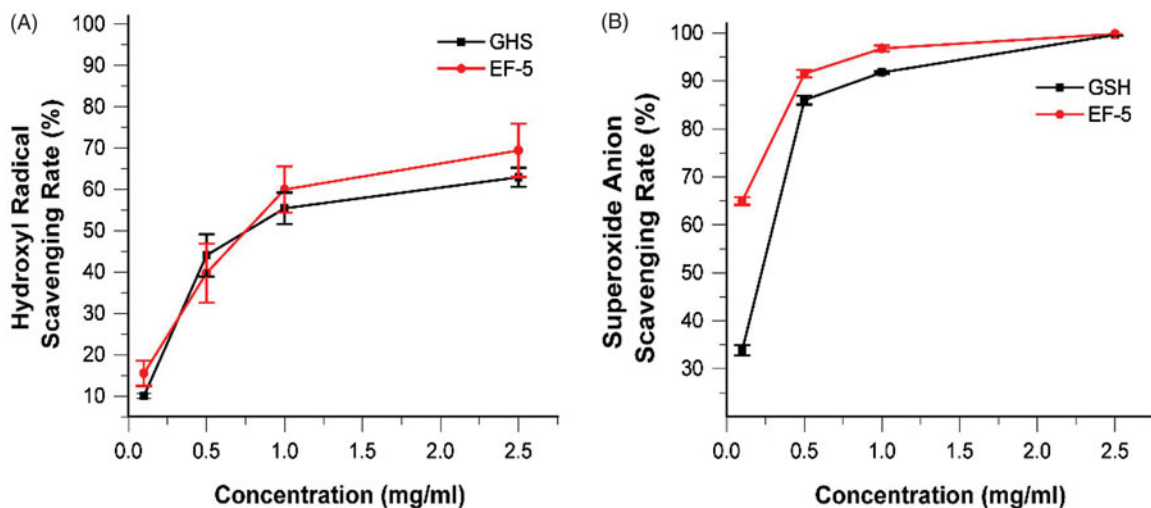 (A)
100
90
80
70
60
50
40
30
20
10
Hydroxyl Radical
Scavenging Rate (%)
GHS
EF-5
0.0 0.5 1.0 1.5 2.0 2.5
Concentration (mg/ml)
(B)
100
90
80
70
60
50
40
30
Superoxide Anion
Scavenging Rate (%)
GSH
EF-5
0.0 0.5 1.0 1.5 2.0 2.5
Concentration (mg/ml)